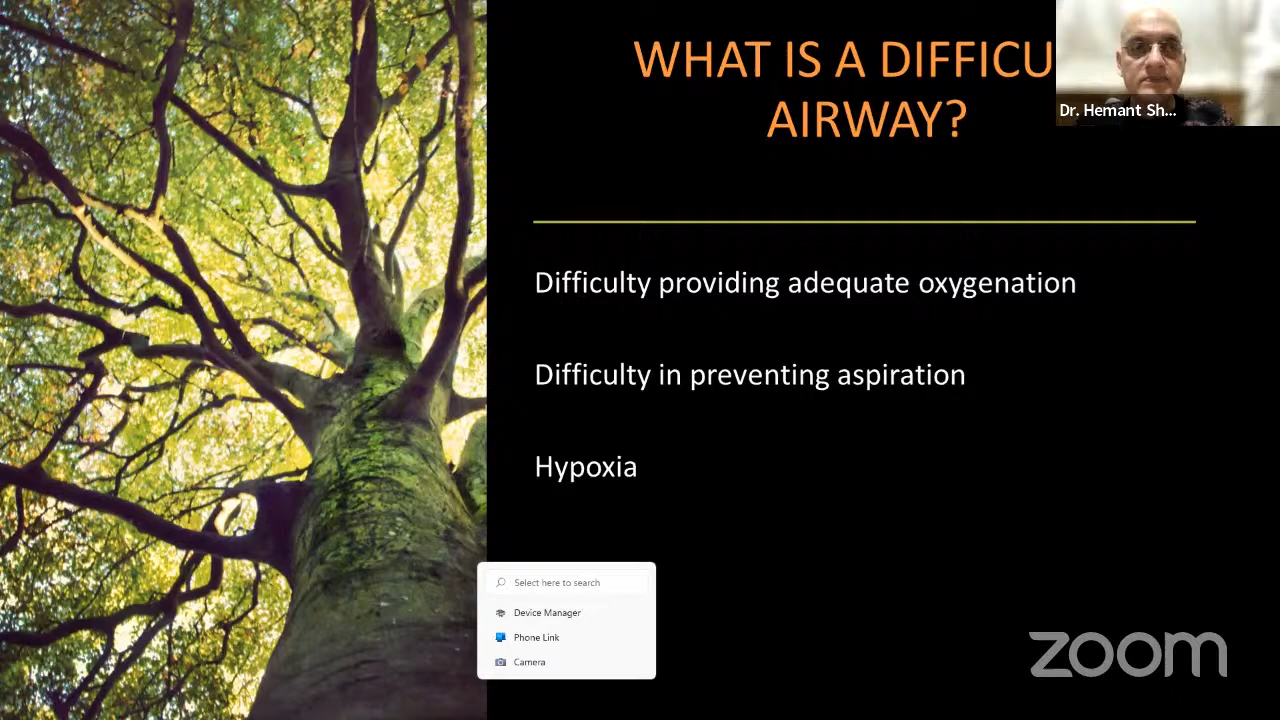 WHAT IS A DIFFICU
AIRWAY?
Dr. Hemant Sh...
Difficulty providing adequate oxygenation
Difficulty in preventing aspiration
Hypoxia
Select here to search
Device Manager
Phone Link
Camera
zoom